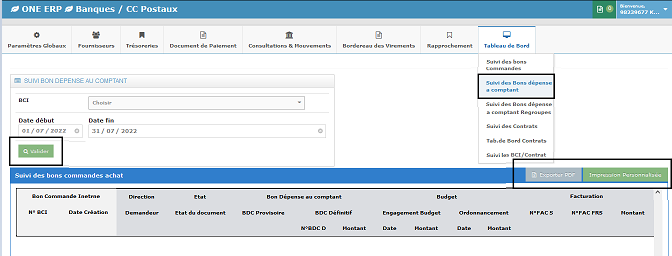 ONE ERP Banques / CC Postaux
Bienvenue,
98239677 K...
Paramètres Globaux
Fournisseurs
Trésoreries
Document de Paiement
Consultations & Mouvements
Bordereau des Virements
Rapprochement
Tableau de Bord
Suivi des bons
Commandes
Suivi des Bons dépense
a comptant
Suivi des Bons dépense
a comptant Regroupes
Suivi des Contrats
Tab.de Bord Contrats
Suivi les BCI/Contrat
SUIVI BON DÉPENSE AU COMPTANT
BCI
Choisir
Date début
Date fin
01 / 07 / 2022
31 / 07 / 2022
Valider
Suivi des bons commandes achat
Exporter PDF
Impression Personnalisée
Bon Commande Inetrne
Direction
Etat
Bon Dépense au comptant
Budget
Facturation
N° BCI
Date Création
Demandeur
Etat du document
BDC Provisoire
BDC Définitif
Engagement Budget
Ordonnancement
N°FAC S
N°FAC FRS
Montant
N°BDC D
Montant
Date
Montant
Date
Montant